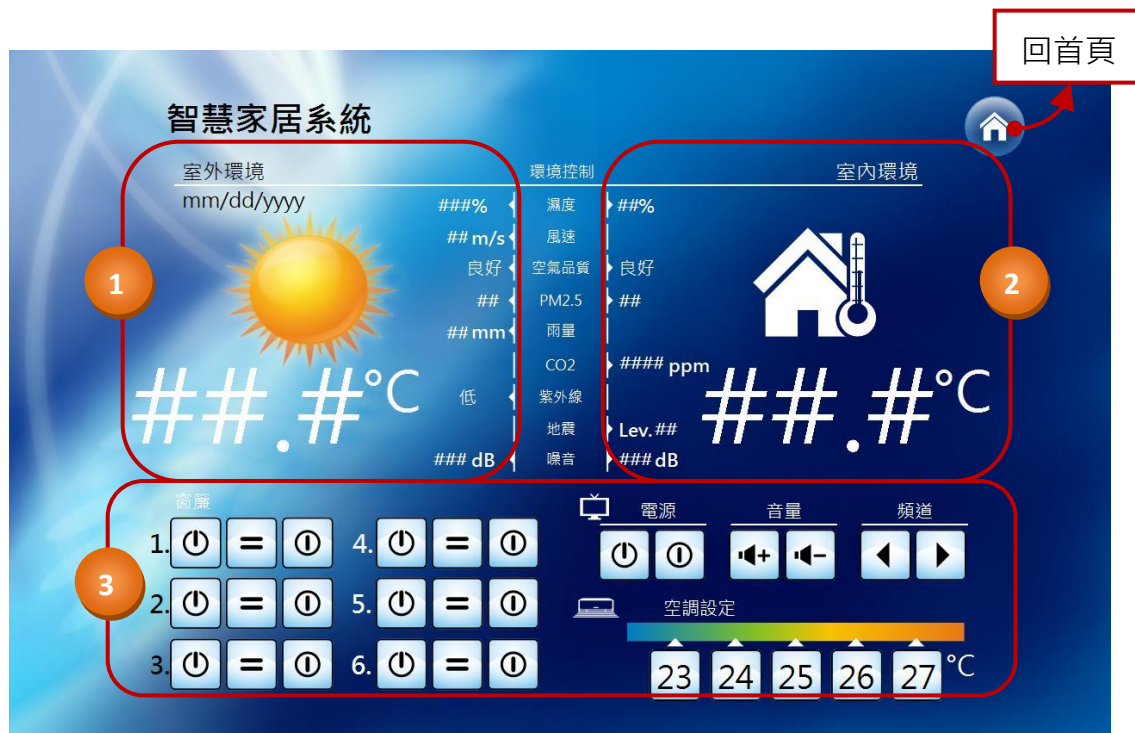 回首頁
智慧家居系統
室外環境
環境控制
室內環境
mm/dd/yyyy
###% 濕度 ##%
## m/s 風速
良好 空氣品質 良好
## PM2.5 ##
## mm 雨量
CO2 #### ppm
低 紫外線
地震 Lev. ##
### dB 噪音 ### dB
##.#°C
##.#°C
1
2
3
窗簾
1. = 4. =
2. = 5. =
3. = 6. =
電源 音量 頻道
+ −
空調設定
23 24 25 26 27 °C